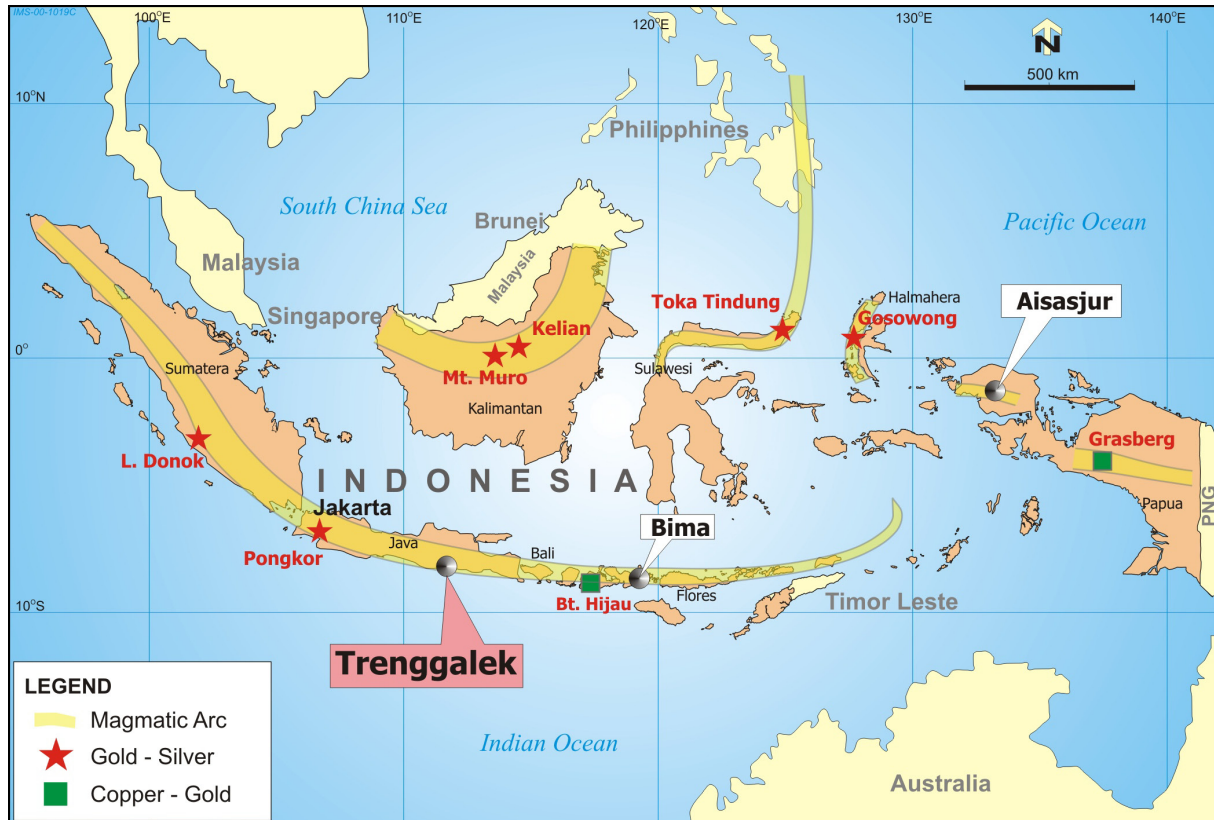 IMS-00-1019C
100°E
110°E
120°E
130°E
140°E
N
500 km
10°N
Philipphines
South China Sea
Brunei
Pacific Ocean
Malaysia
Malaysia
Toka Tindung
Halmahera
Gosowong
Aisasjur
Singapore
Kelian
0°
Sumatera
Mt. Muro
Sulawesi
Kalimantan
Grasberg
L. Donok
INDONESIA
Papua
PNG
Jakarta
Bima
Pongkor
Java
Bali
Flores
Bt. Hijau
Timor Leste
10°S
Trenggalek
LEGEND
Magmatic Arc
Gold - Silver
Copper - Gold
Indian Ocean
Australia